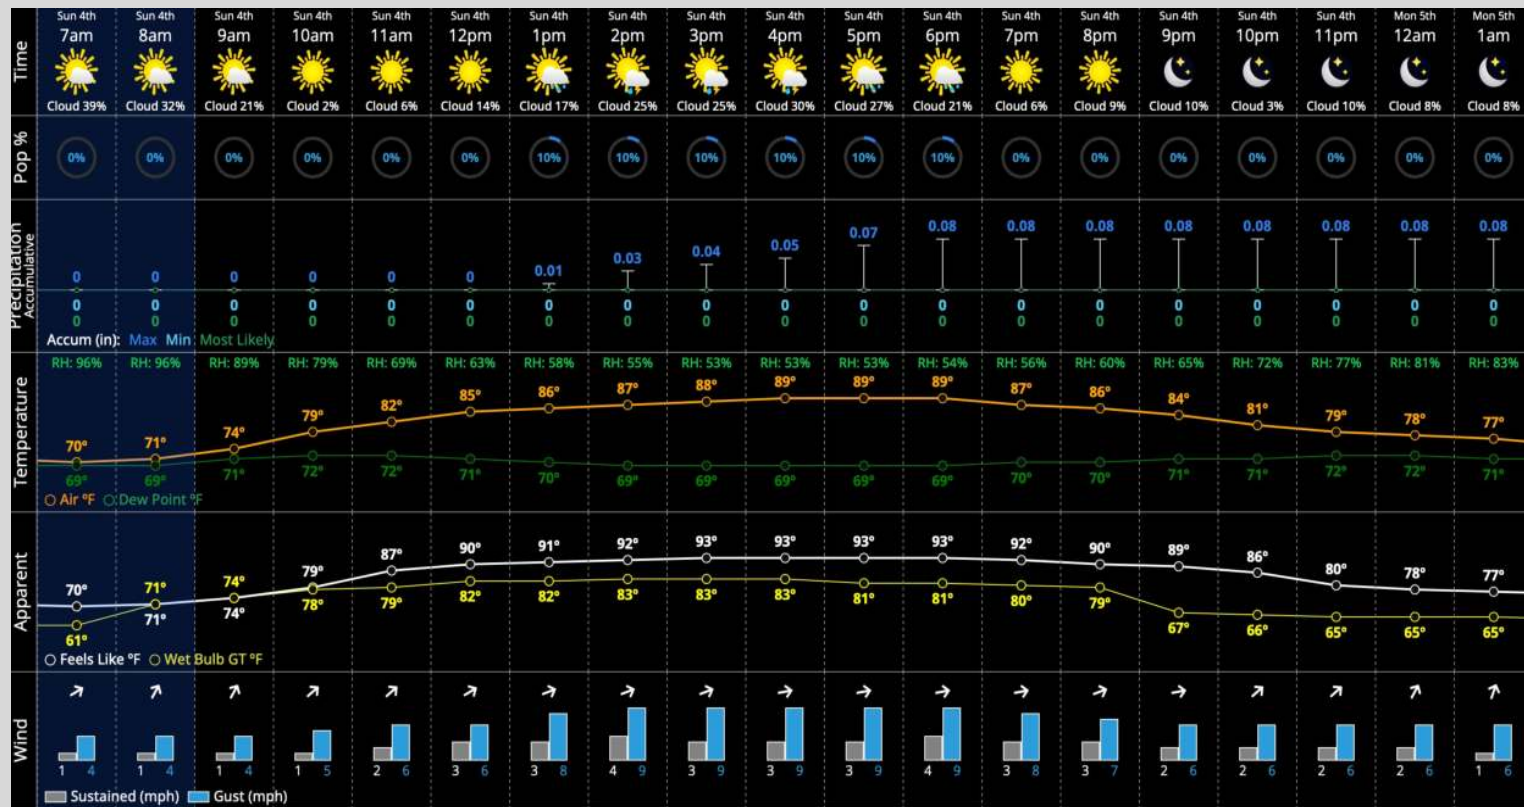 Time
Sun 4th Sun 4th Sun 4th Sun 4th Sun 4th Sun 4th Sun 4th Sun 4th Sun 4th Sun 4th Sun 4th Sun 4th Sun 4th Sun 4th Sun 4th Sun 4th Sun 4th Mon 5th Mon 5th
7am 8am 9am 10am 11am 12pm 1pm 2pm 3pm 4pm 5pm 6pm 7pm 8pm 9pm 10pm 11pm 12am 1am
Cloud 39% Cloud 32% Cloud 21% Cloud 2% Cloud 6% Cloud 14% Cloud 17% Cloud 25% Cloud 25% Cloud 30% Cloud 27% Cloud 21% Cloud 6% Cloud 9% Cloud 10% Cloud 3% Cloud 10% Cloud 8% Cloud 8%
Pop %
0% 0% 0% 0% 0% 0% 10% 10% 10% 10% 10% 10% 0% 0% 0% 0% 0% 0% 0%
Precipitation
Accumulative
0 0 0 0 0 0 0.01 0.03 0.04 0.05 0.07 0.08 0.08 0.08 0.08 0.08 0.08 0.08 0.08
0 0 0 0 0 0 0 0 0 0 0 0 0 0 0 0 0 0 0
0 0 0 0 0 0 0 0 0 0 0 0 0 0 0 0 0 0 0
Accum (in): Max Min Most Likely
Temperature
RH: 96% RH: 96% RH: 89% RH: 79% RH: 69% RH: 63% RH: 58% RH: 55% RH: 53% RH: 53% RH: 53% RH: 54% RH: 56% RH: 60% RH: 65% RH: 72% RH: 77% RH: 81% RH: 83%
70° 71° 74° 79° 82° 85° 86° 87° 88° 89° 89° 89° 87° 86° 84° 81° 79° 78° 77°
69° 69° 71° 72° 72° 71° 70° 69° 69° 69° 69° 69° 70° 70° 71° 71° 72° 72° 71°
Air °F Dew Point °F
Apparent
70° 71° 74° 79° 87° 90° 91° 92° 93° 93° 93° 93° 92° 90° 89° 86° 80° 78° 77°
61° 71° 74° 78° 79° 82° 82° 83° 83° 83° 81° 81° 80° 79° 67° 66° 65° 65° 65°
Feels Like °F Wet Bulb GT °F
Wind
1 4 1 4 1 4 1 5 2 6 3 6 3 8 4 9 3 9 3 9 3 9 4 9 3 8 3 7 2 6 2 6 2 6 2 6 1 6
Sustained (mph) Gust (mph)